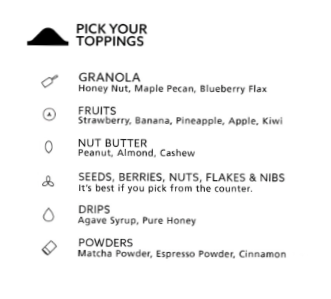 PICK YOUR
TOPPINGS
GRANOLA
Honey Nut, Maple Pecan, Blueberry Flax
FRUITS
Strawberry, Banana, Pineapple, Apple, Kiwi
NUT BUTTER
Peanut, Almond, Cashew
SEEDS, BERRIES, NUTS, FLAKES & NIBS
It's best if you pick from the counter.
DRIPS
Agave Syrup, Pure Honey
POWDERS
Matcha Powder, Espresso Powder, Cinnamon